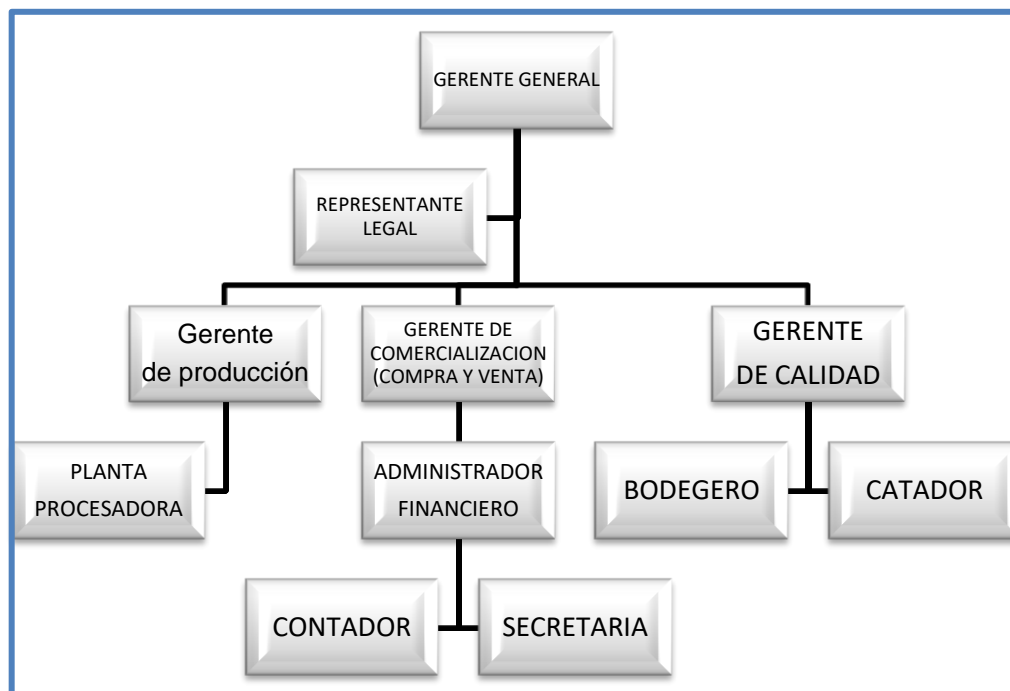 GERENTE GENERAL
REPRESENTANTE
LEGAL
Gerente
de producción
GERENTE DE
COMERCIALIZACION
(COMPRA Y VENTA)
GERENTE
DE CALIDAD
PLANTA
PROCESADORA
ADMINISTRADOR
FINANCIERO
BODEGERO
CATADOR
CONTADOR
SECRETARIA